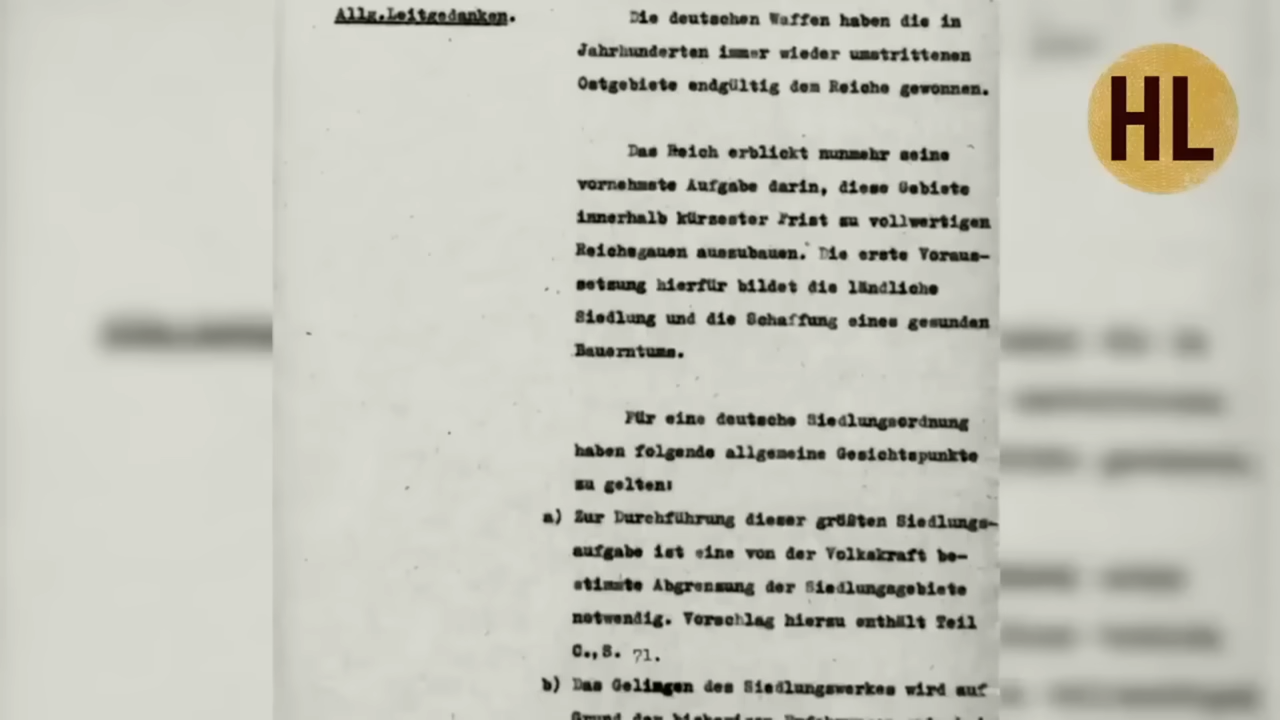 Allg.Leitgedanken.
Die deutschen Waffen haben die in
Jahrhunderten immer wieder umstrittenen
Ostgebiete endgültig dem Reiche gewonnen.
HL
Das Reich erblickt nunmehr seine
vornehmste Aufgabe darin, diese Gebiete
innerhalb kürzester Frist zu vollwertigen
Reichsgauen auszubauen. Die erste Voraus-
setzung hierfür bildet die ländliche
Siedlung und die Schaffung eines gesunden
Bauerntums.
Für eine deutsche Siedlungsordnung
haben folgende allgemeine Gesichtspunkte
zu gelten:
a) Zur Durchführung dieser größten Siedlungs-
aufgabe ist eine von der Volkskraft be-
stimmte Abgrenzung der Siedlungsgebiete
notwendig. Vorschlag hierzu enthält Teil
C.,S. 71.
b) Das Gelingen des Siedlungswerkes wird auf